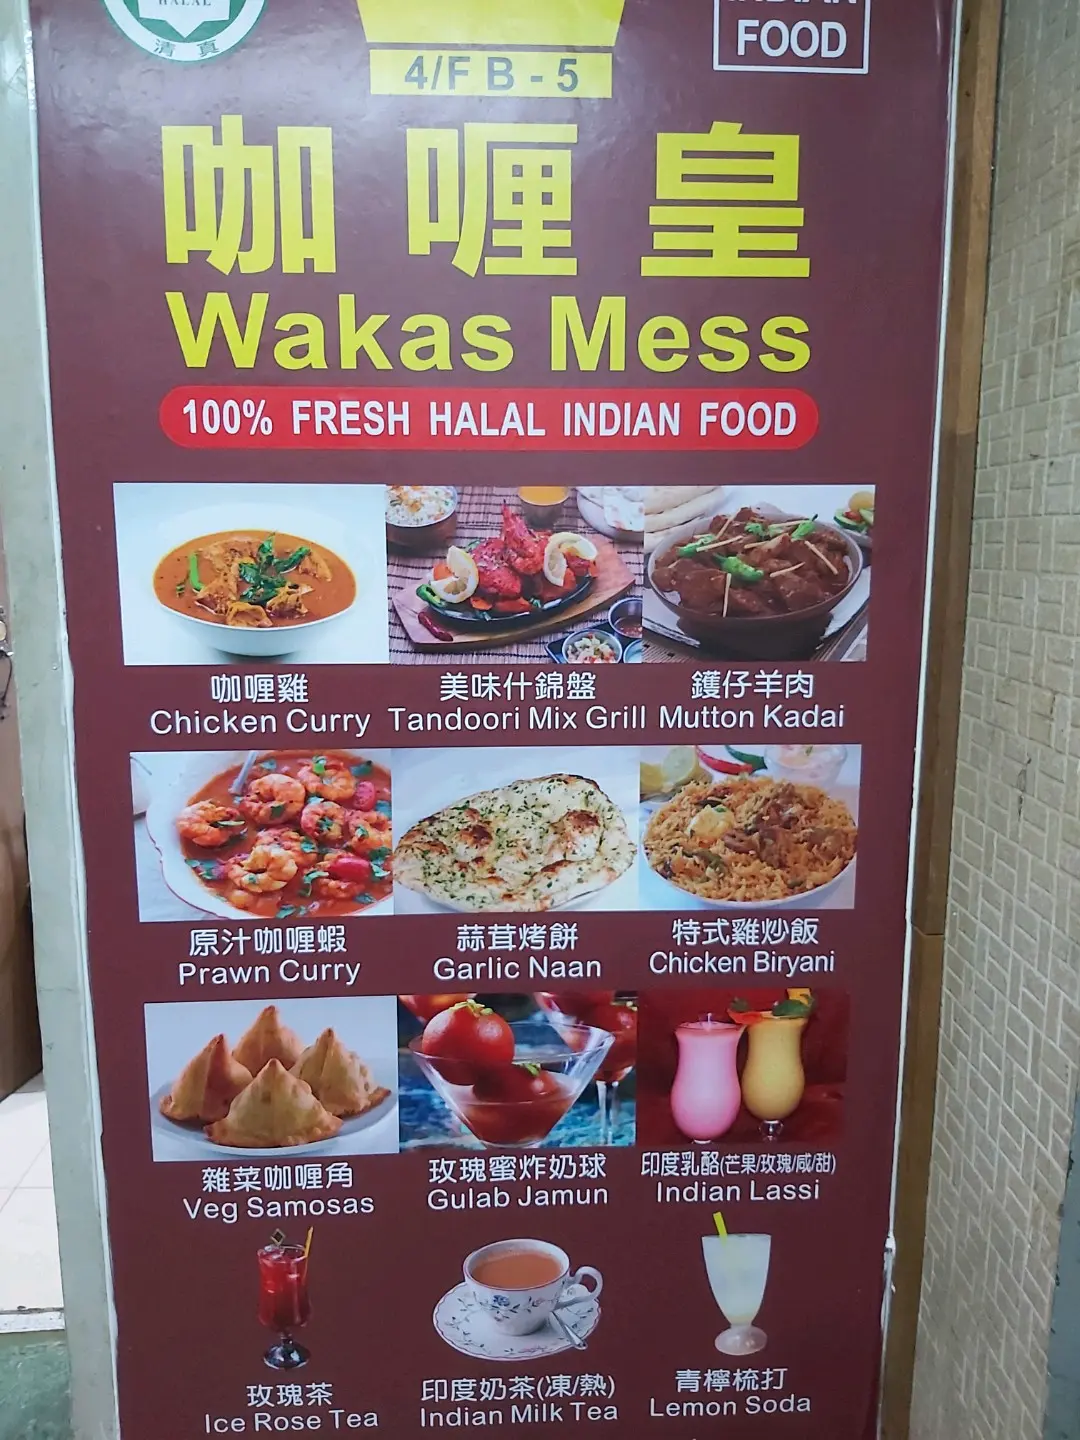 HALAL
清真
INDIAN
FOOD
4/F B - 5
咖喱皇
Wakas Mess
100% FRESH HALAL INDIAN FOOD
咖喱雞
Chicken Curry
美味什錦盤
Tandoori Mix Grill
鑊仔羊肉
Mutton Kadai
原汁咖喱蝦
Prawn Curry
蒜茸烤餅
Garlic Naan
特式雞炒飯
Chicken Biryani
雜菜咖喱角
Veg Samosas
玫瑰蜜炸奶球
Gulab Jamun
印度乳酪(芒果/玫瑰/咸/甜)
Indian Lassi
玫瑰茶
Ice Rose Tea
印度奶茶(凍/熱)
Indian Milk Tea
青檸梳打
Lemon Soda